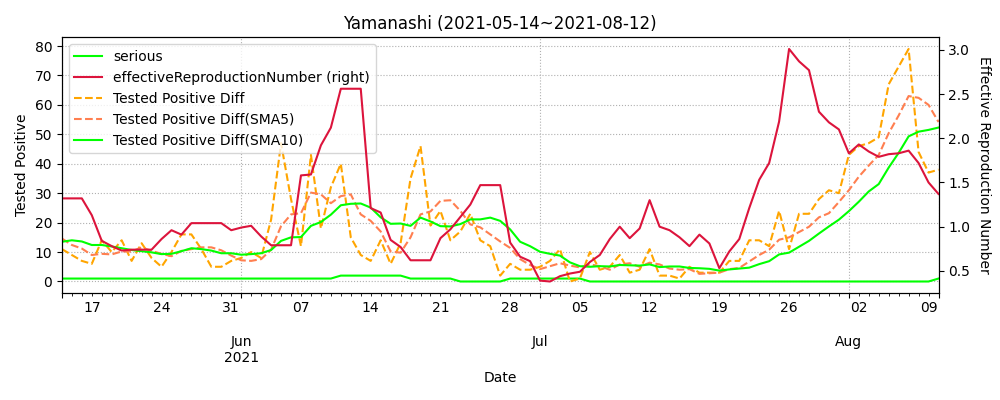 Yamanashi (2021-05-14~2021-08-12)
serious
effectiveReproductionNumber (right)
Tested Positive Diff
Tested Positive Diff(SMA5)
Tested Positive Diff(SMA10)
Tested Positive
80
70
60
50
40
30
20
10
0
Effective Reproduction Number
3.0
2.5
2.0
1.5
1.0
0.5
17 24 31 07 14 21 28 05 12 19 26 02 09
Jun Jul Aug
2021
Date